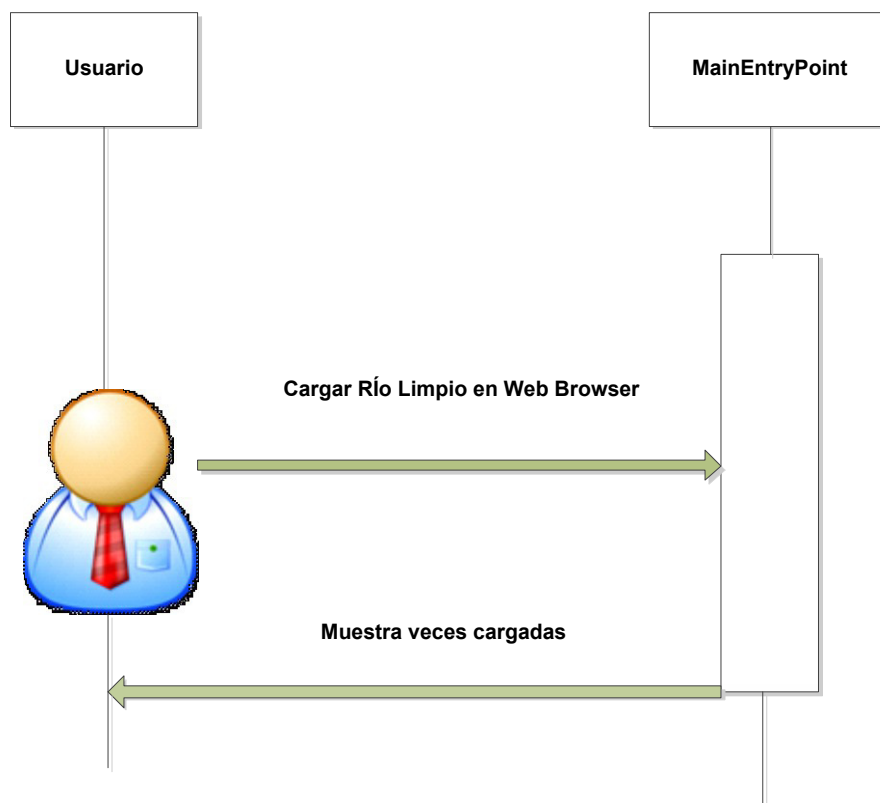 Usuario
MainEntryPoint
Cargar RÍo Limpio en Web Browser
Muestra veces cargadas